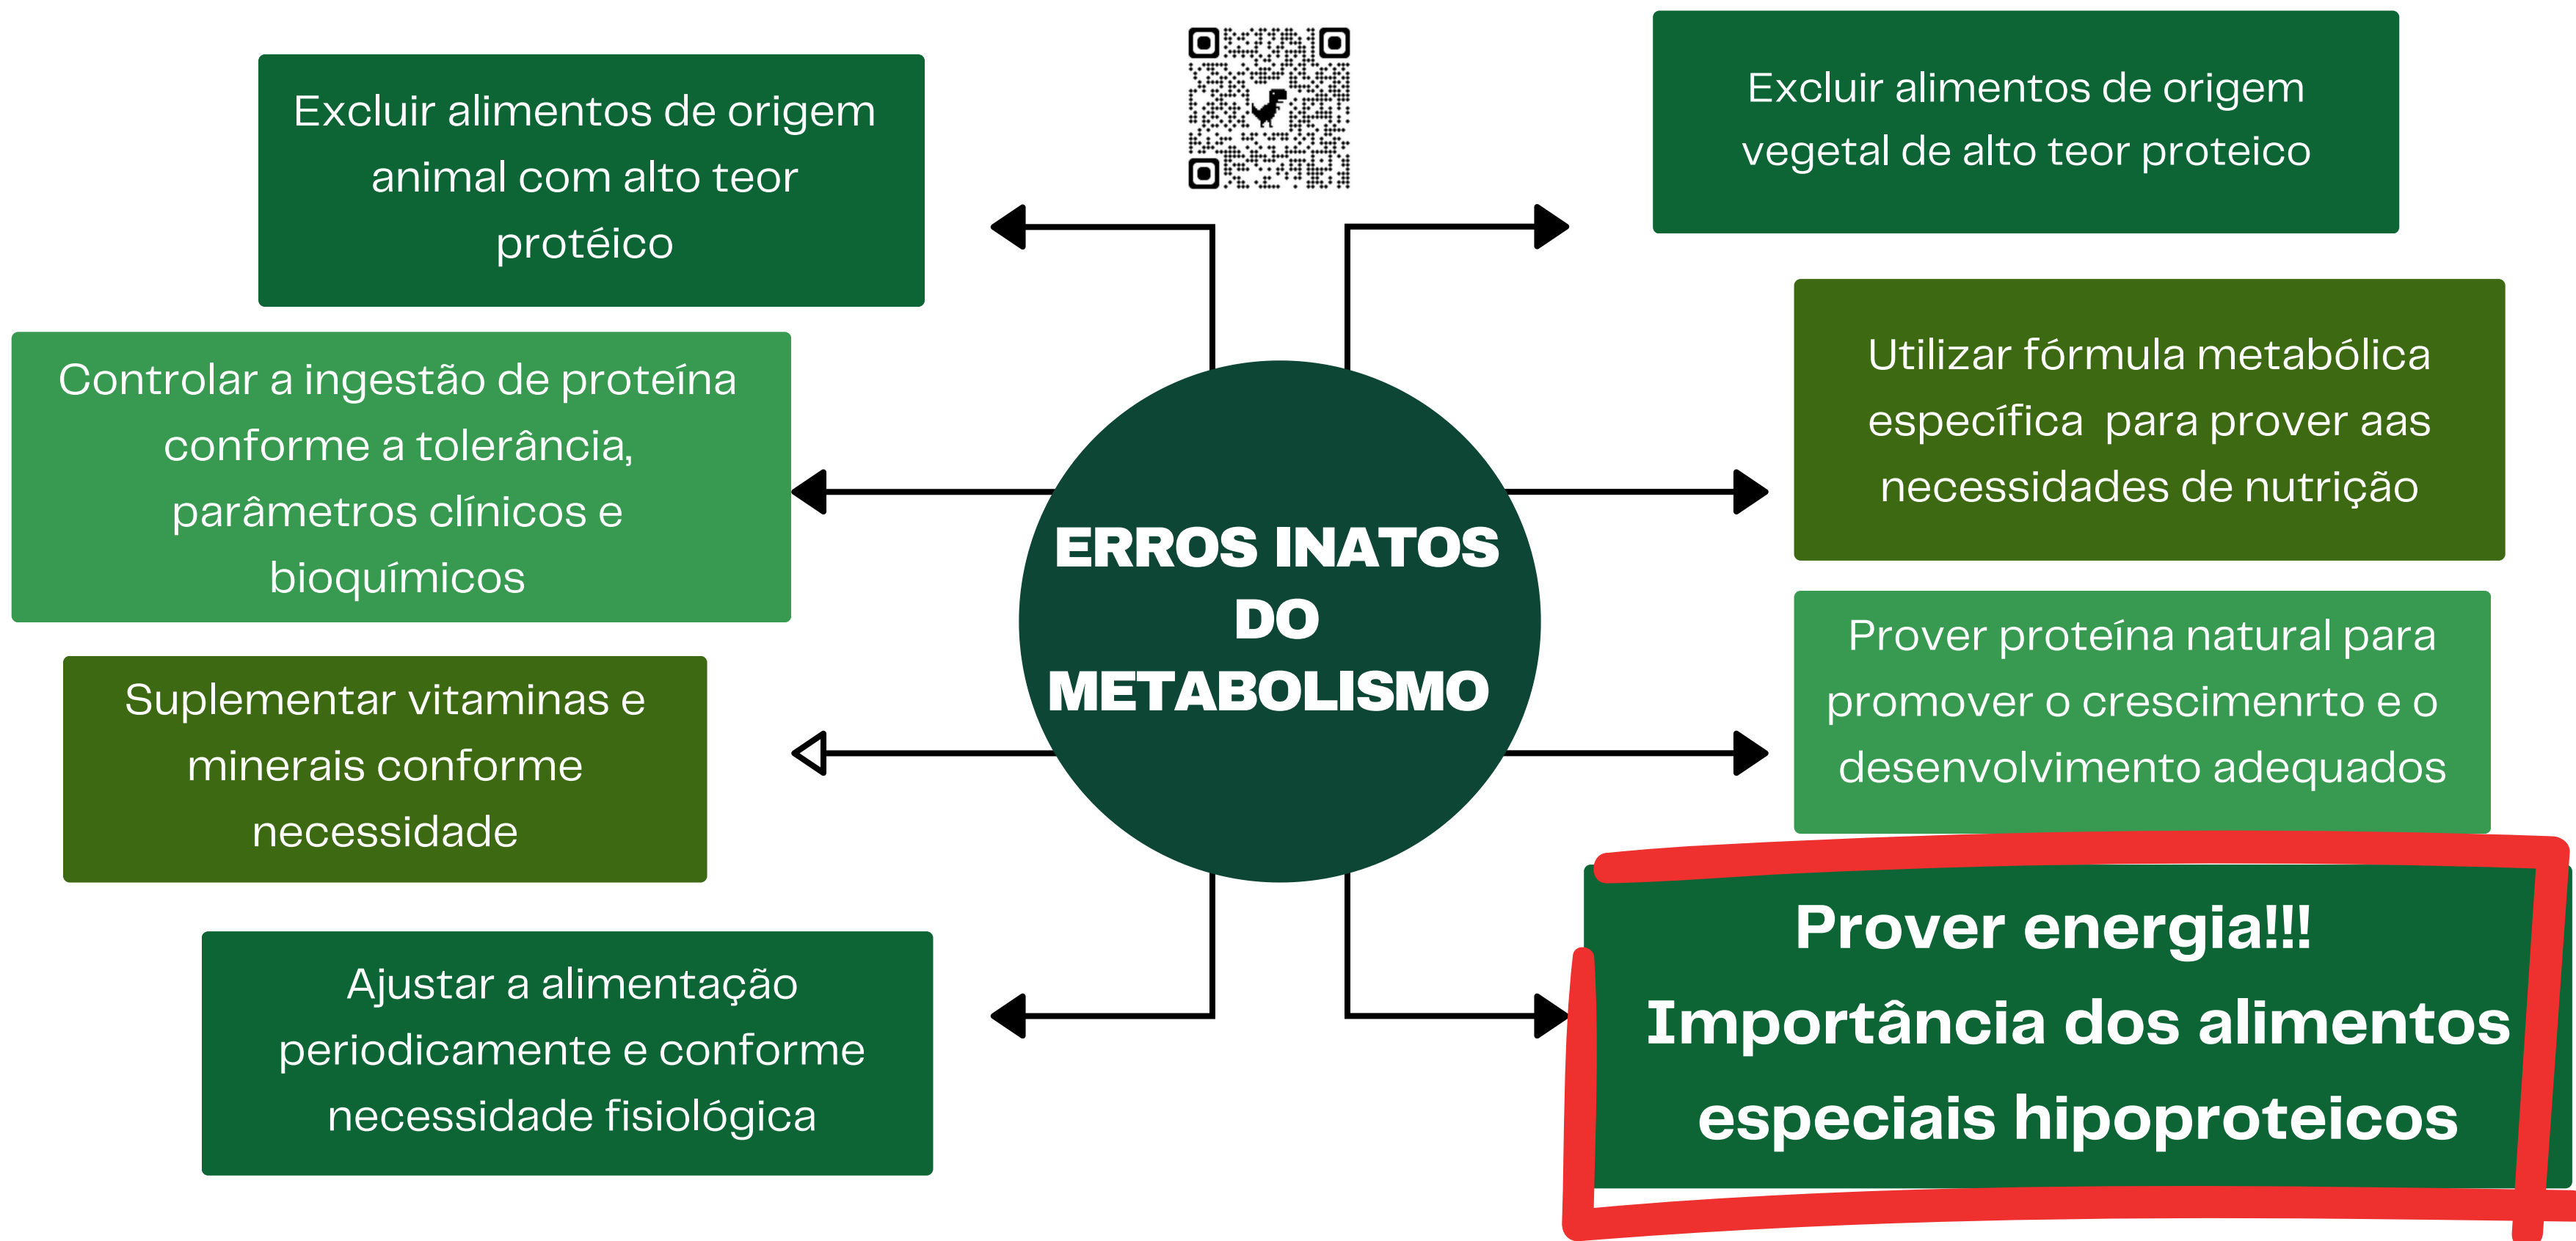 Excluir alimentos de origem
animal com alto teor
protéico
Excluir alimentos de origem
vegetal de alto teor proteico
Controlar a ingestão de proteína
conforme a tolerância,
parâmetros clínicos e
bioquímicos
Utilizar fórmula metabólica
específica para prover aas
necessidades de nutrição
ERROS INATOS
DO
METABOLISMO
Suplementar vitaminas e
minerais conforme
necessidade
Prover proteína natural para
promover o crescimenrto e o
desenvolvimento adequados
Ajustar a alimentação
periodicamente e conforme
necessidade fisiológica
Prover energia!!!
Importância dos alimentos
especiais hipoproteicos